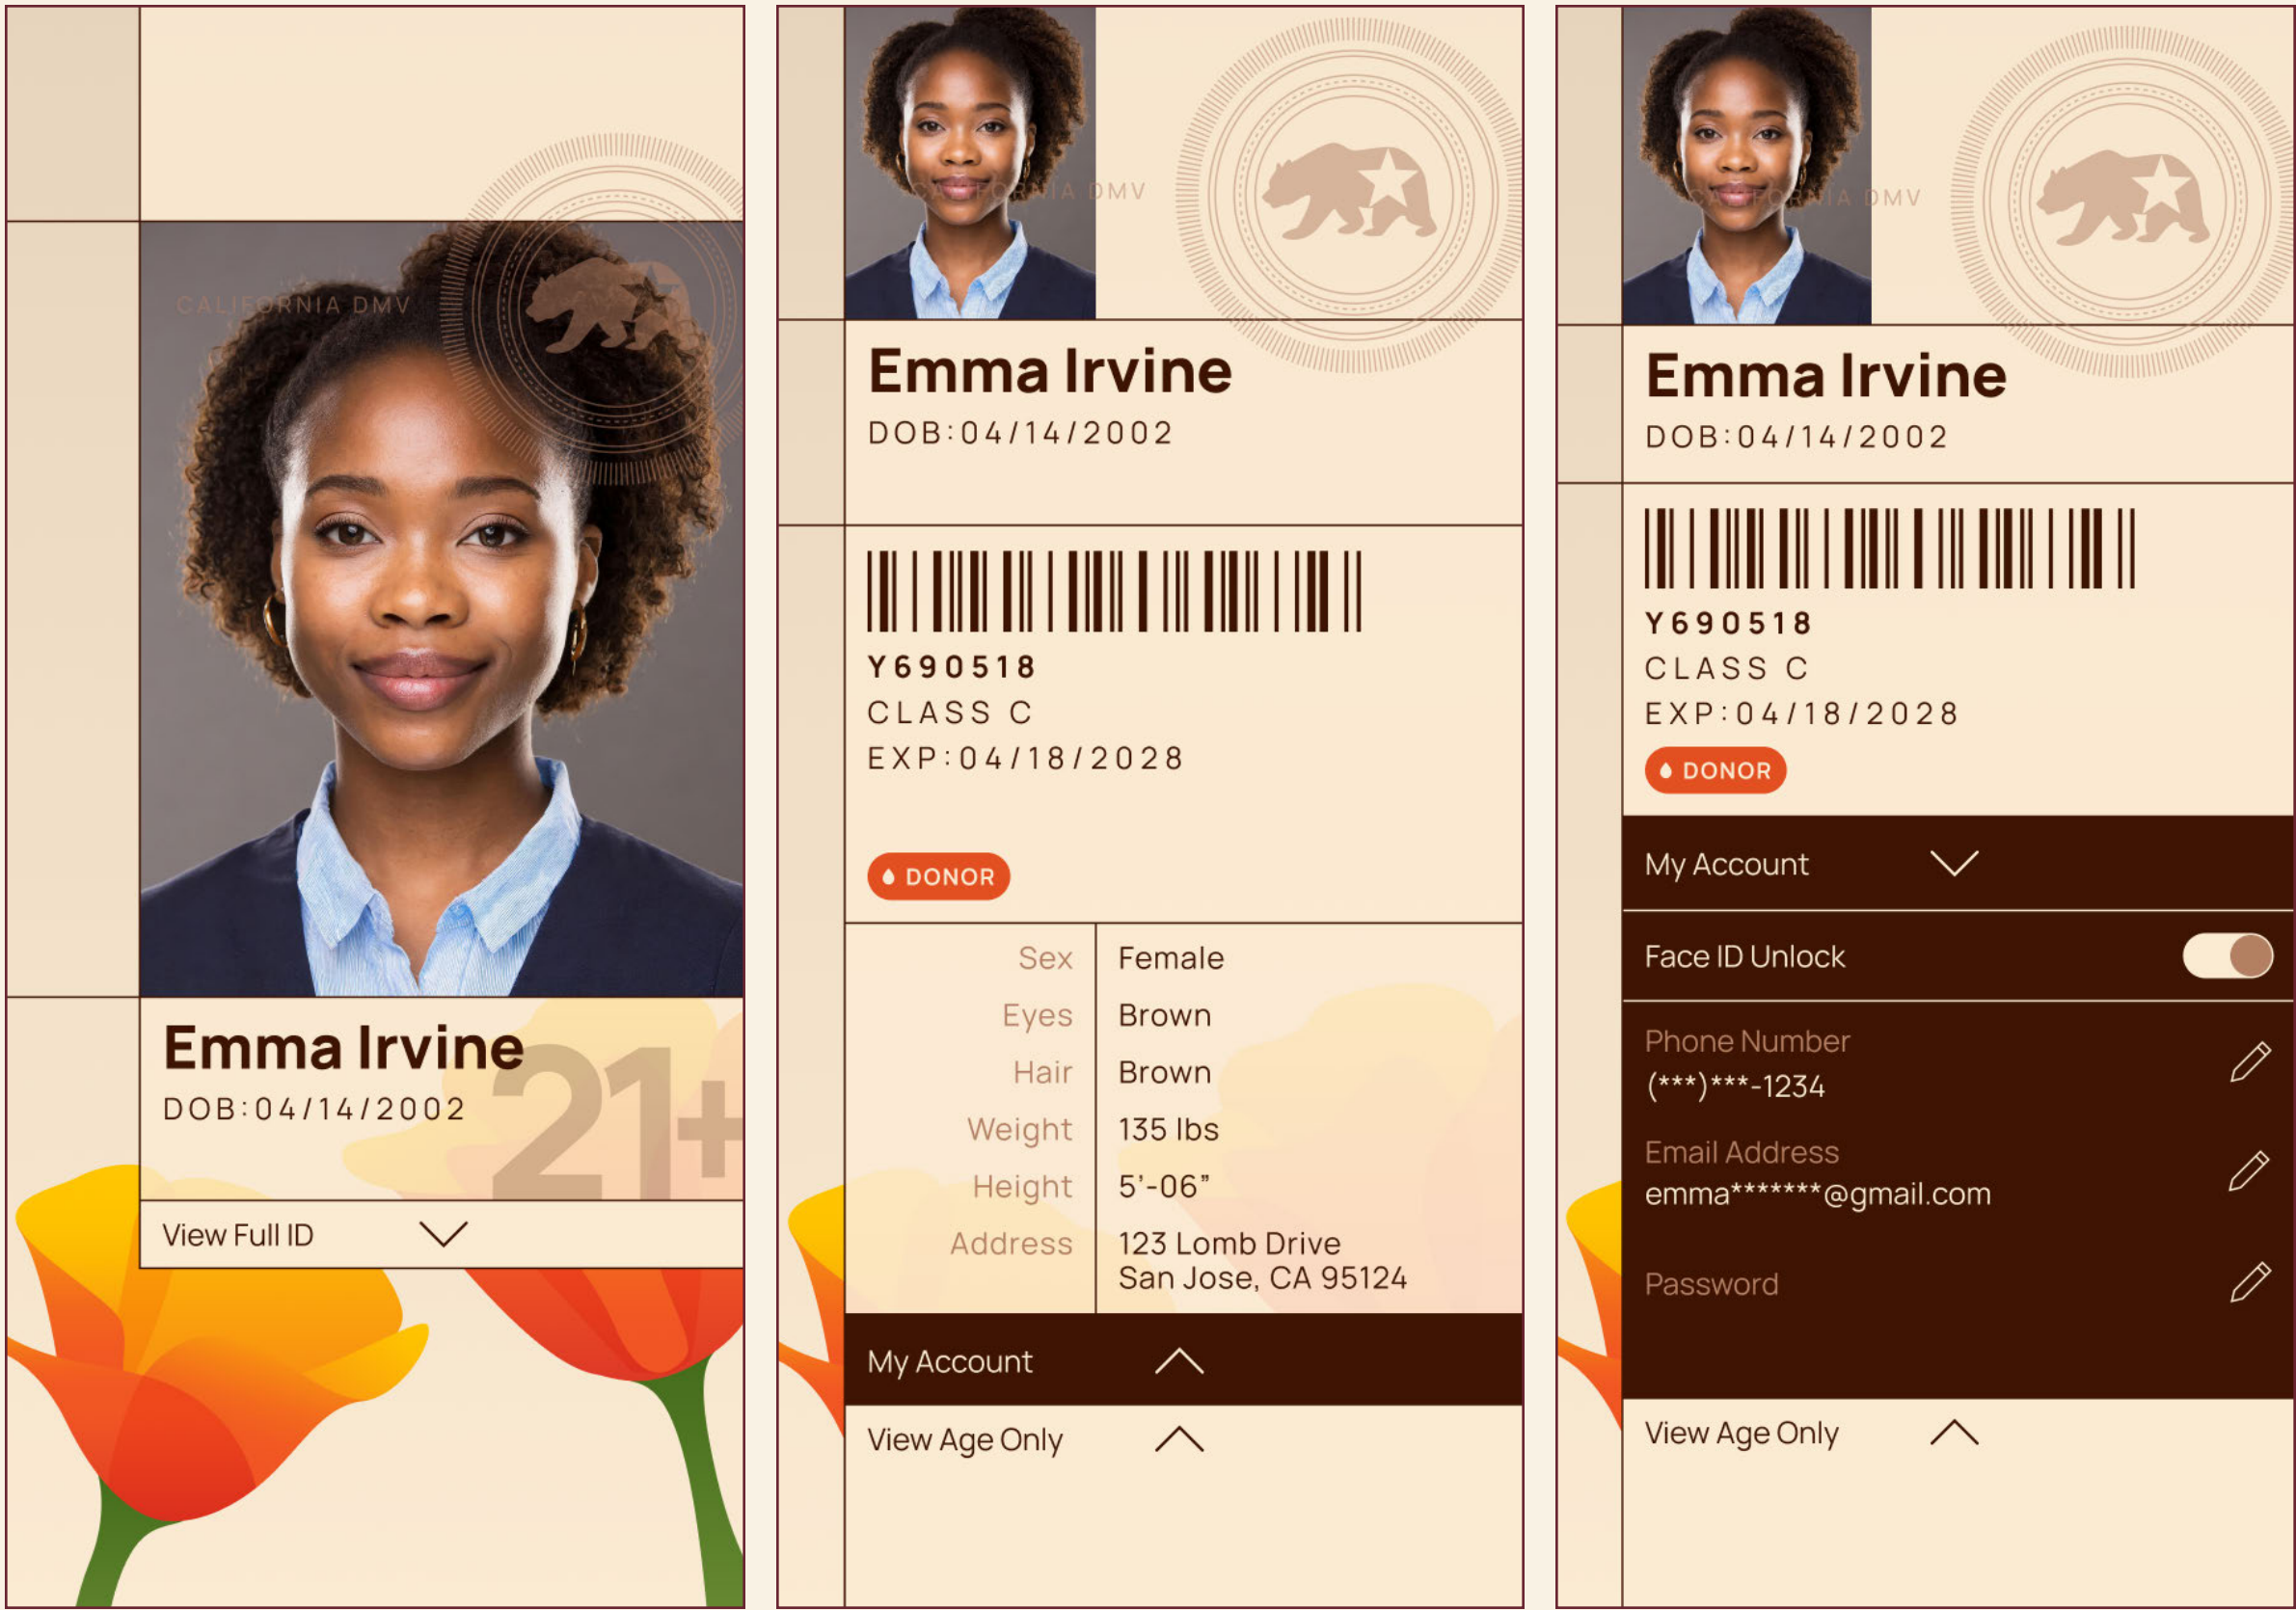 CALIFORNIA DMV
Emma Irvine
DOB:04/14/2002
21+
View Full ID
CALIFORNIA DMV
Emma Irvine
DOB:04/14/2002
Y690518
CLASS C
EXP:04/18/2028
DONOR
Sex Female
Eyes Brown
Hair Brown
Weight 135 lbs
Height 5'-06”
Address 123 Lomb Drive
San Jose, CA 95124
My Account
View Age Only
CALIFORNIA DMV
Emma Irvine
DOB:04/14/2002
Y690518
CLASS C
EXP:04/18/2028
DONOR
My Account
Face ID Unlock
Phone Number
(***)***-1234
Email Address
emma*******@gmail.com
Password
View Age Only